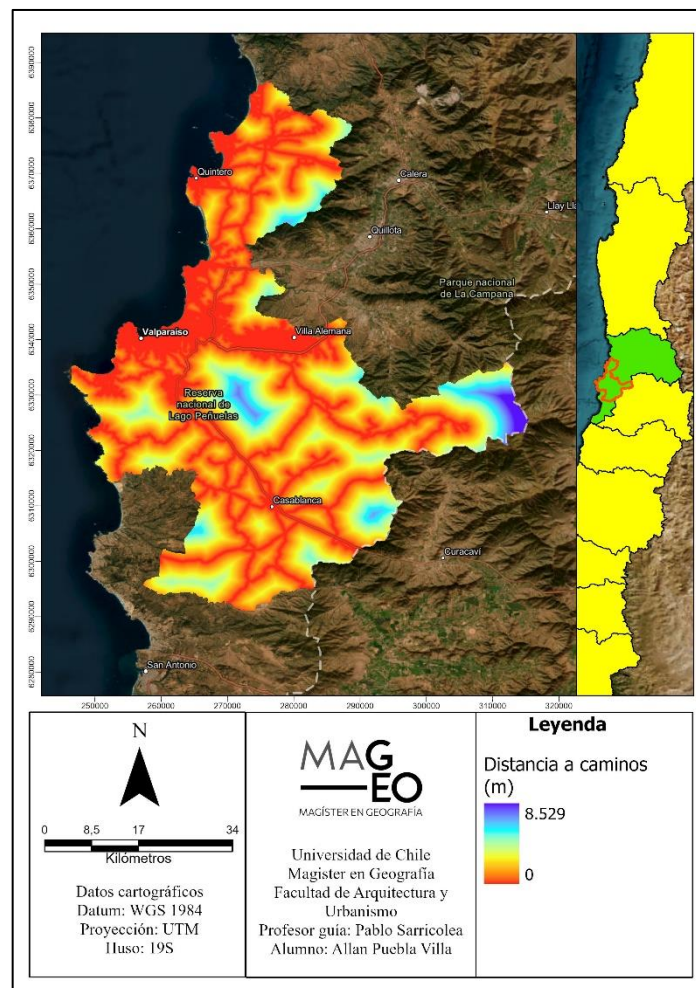 6390000
6380000
6370000
6360000
6350000
6340000
6330000
6320000
6310000
6300000
6290000
6280000
Quintero
Calera
Llay Lla
Quillota
Parque nacional
de La Campana
Valparaíso
Villa Alemana
Reserva
nacional de
Lago Peñuelas
Casablanca
Curacaví
San Antonio
250000
260000
270000
280000
290000
300000
310000
320000
N
0 8,5 17 34
Kilómetros
Datos cartográficos
Datum: WGS 1984
Proyección: UTM
Huso: 19S
MAG
EO
MAGÍSTER EN GEOGRAFÍA
Universidad de Chile
Magister en Geografía
Facultad de Arquitectura y
Urbanismo
Profesor guía: Pablo Sarricolea
Alumno: Allan Puebla Villa
Leyenda
Distancia a caminos
(m)
8.529
0